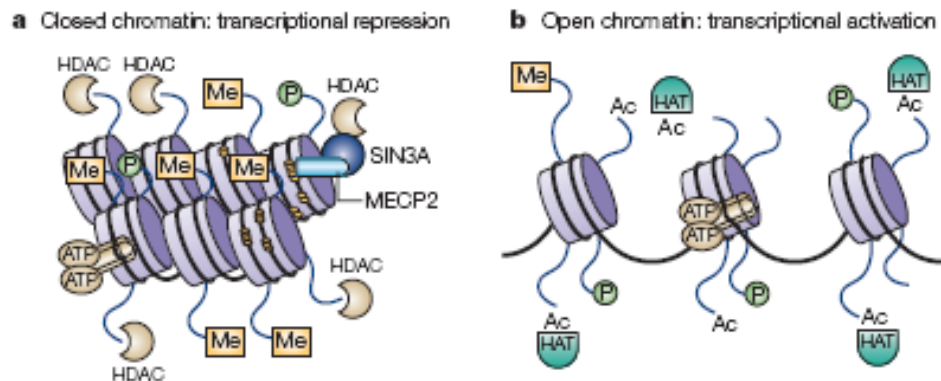 a Closed chromatin: transcriptional repression
HDAC HDAC
Me
P
HDAC
Me
P
Me
Me
SIN3A
MECP2
ATP
ATP
HDAC
Me
Me
HDAC
b Open chromatin: transcriptional activation
Me
Ac
HAT
Ac
P
HAT
Ac
ATP
ATP
P
P
Ac
HAT
Ac
Ac
HAT